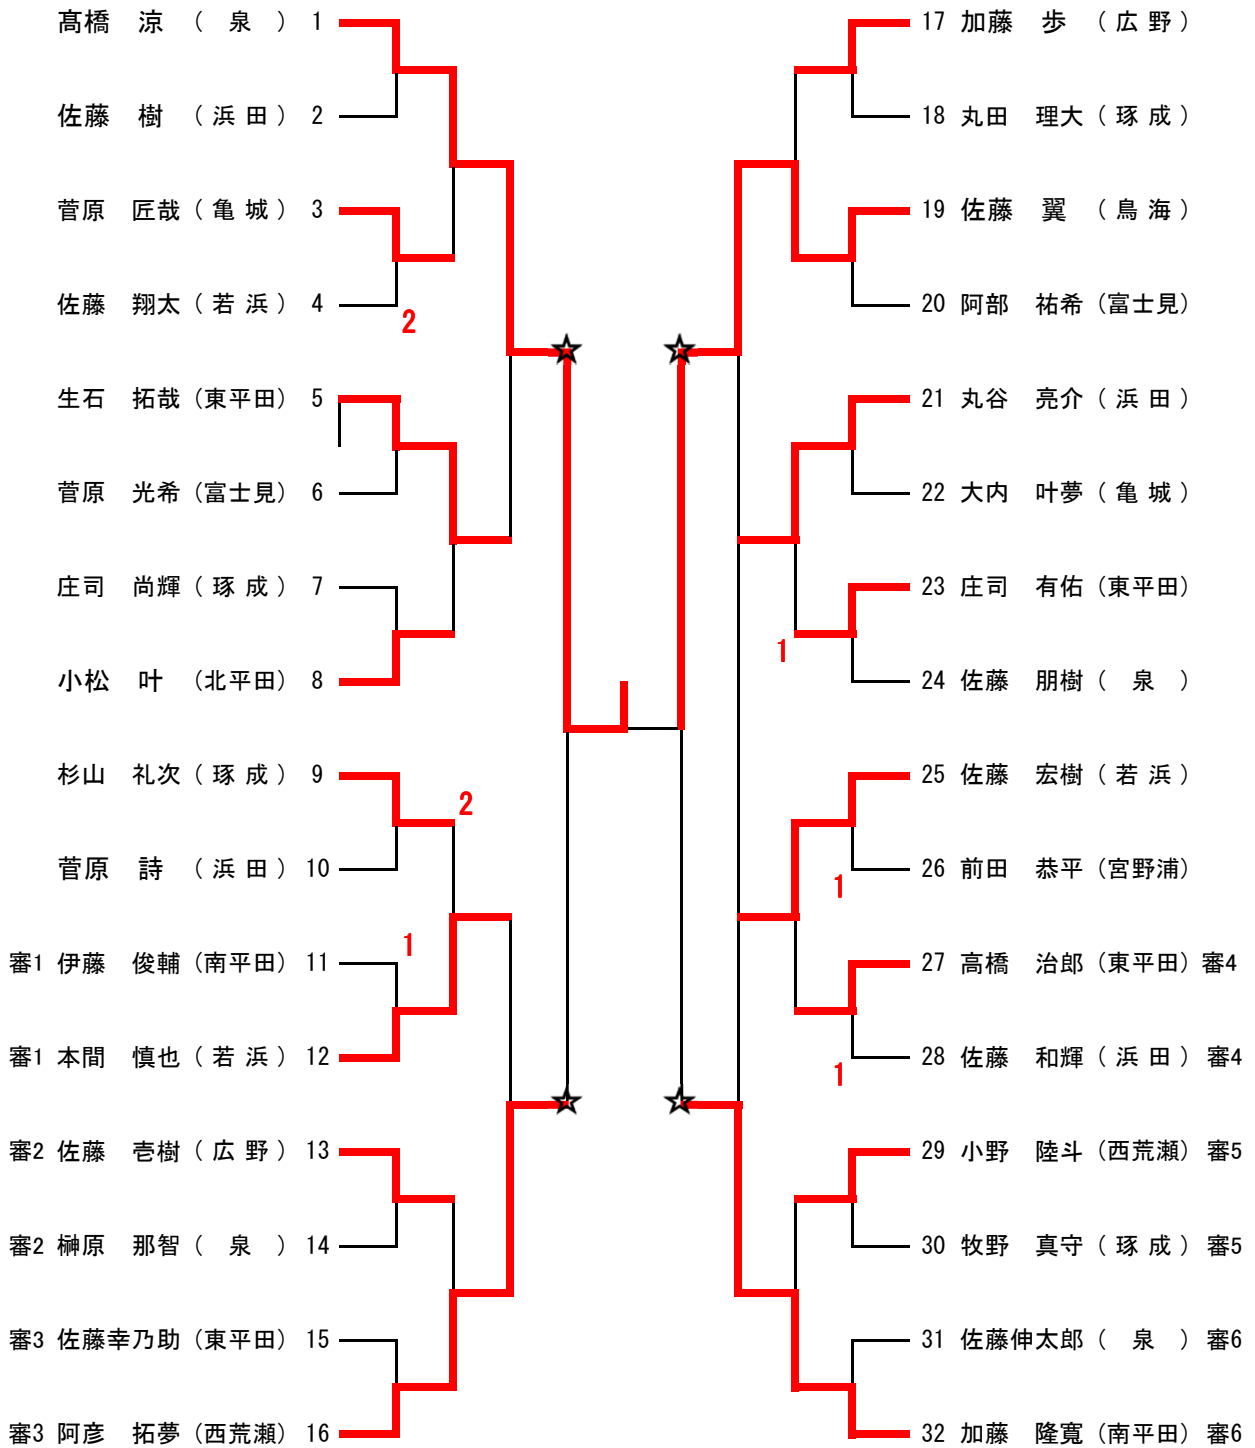 髙橋　涼　（　泉　） 1
佐藤　樹　（ 浜 田 ） 2
菅原　匠哉（ 亀 城 ） 3
佐藤　翔太（ 若 浜 ） 4
2
生石　拓哉（東平田） 5
菅原　光希（富士見） 6
庄司　尚輝（ 琢 成 ） 7
小松　叶　（北平田） 8
杉山　礼次（ 琢 成 ） 9
2
菅原　詩　（ 浜 田 ） 10
1
審1 伊藤　俊輔（南平田） 11
審1 本間　慎也（ 若 浜 ） 12
審2 佐藤　壱樹（ 広 野 ） 13
審2 榊原　那智（　泉　） 14
審3 佐藤幸乃助（東平田） 15
審3 阿彦　拓夢（西荒瀬） 16
17 加藤　歩　（ 広 野 ）
18 丸田　理大（ 琢 成 ）
19 佐藤　翼　（ 鳥 海 ）
20 阿部　祐希（富士見）
21 丸谷　亮介（ 浜 田 ）
22 大内　叶夢（ 亀 城 ）
23 庄司　有佑（東平田）
1
24 佐藤　朋樹（　泉　）
25 佐藤　宏樹（ 若 浜 ）
26 前田　恭平（宮野浦）
1
27 高橋　治郎（東平田） 審4
28 佐藤　和輝（ 浜 田 ） 審4
1
29 小野　陸斗（西荒瀬） 審5
30 牧野　真守（ 琢 成 ） 審5
31 佐藤伸太郎（　泉　） 審6
32 加藤　隆寛（南平田） 審6